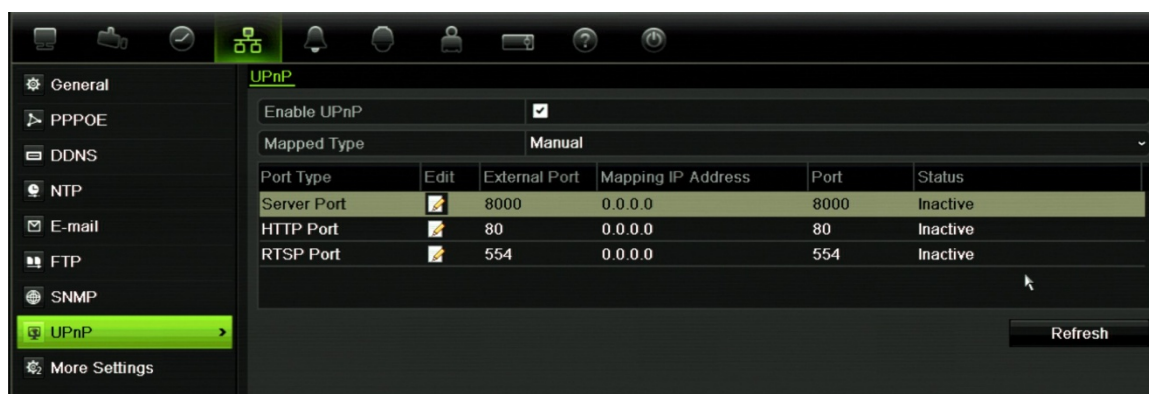 General
PPPOE
DDNS
NTP
E-mail
FTP
SNMP
UPnP
More Settings
UPnP
Enable UPnP
Mapped Type Manual
Port Type Edit External Port Mapping IP Address Port Status
Server Port 8000 0.0.0.0 8000 Inactive
HTTP Port 80 0.0.0.0 80 Inactive
RTSP Port 554 0.0.0.0 554 Inactive
Refresh